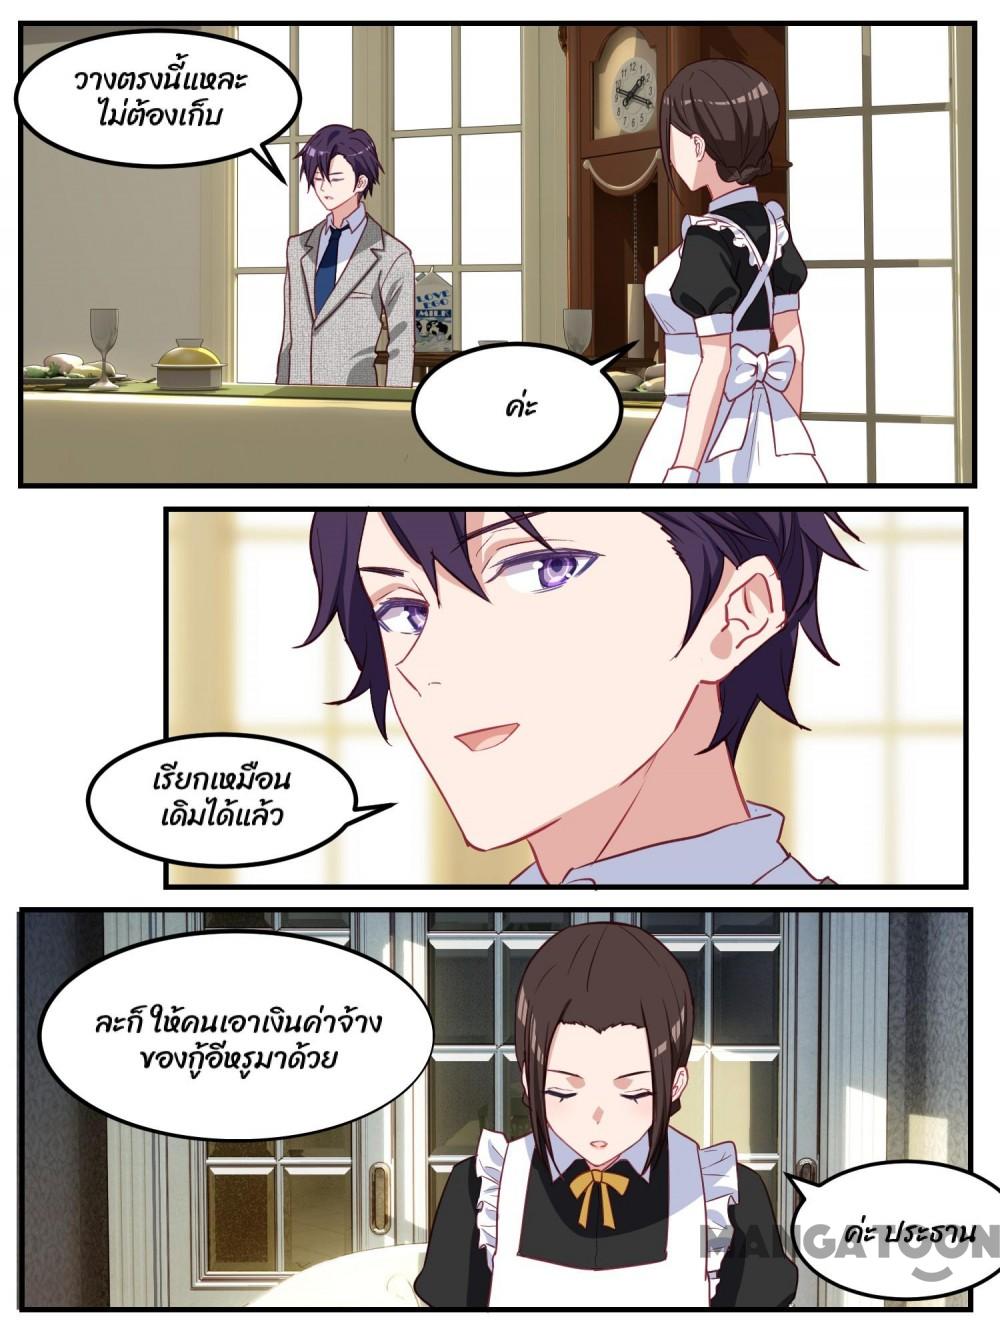 วางตรงนี้แหละ
ไม่ต้องเก็บ
LOVE
EGO
MILK
ค่ะ
เรียกเหมือน
เดิมได้แล้ว
ละก็ ให้คนเอาเงินค่าจ้าง
ของกู้อีหรูมาด้วย
ค่ะ ประธาน
MANGATOON